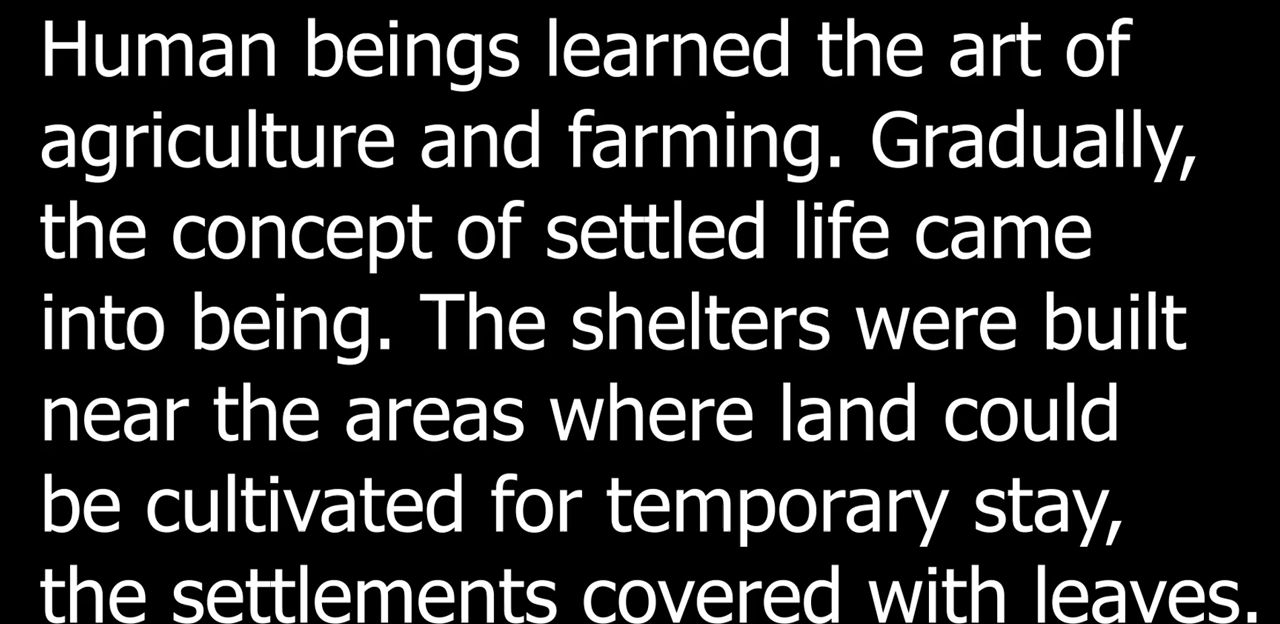 Human beings learned the art of
agriculture and farming. Gradually,
the concept of settled life came
into being. The shelters were built
near the areas where land could
be cultivated for temporary stay,
the settlements covered with leaves.